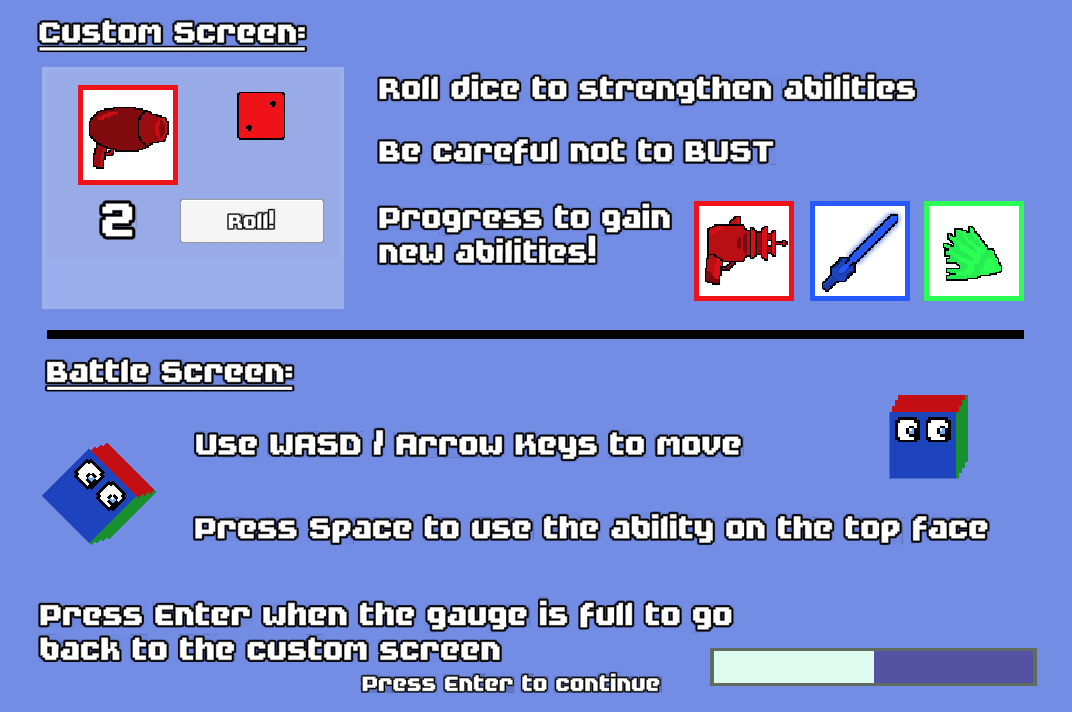 Custom Screen:
Roll dice to strengthen abilities
Be careful not to BUST
2
Roll!
Progress to gain
new abilities!
Battle Screen:
Use WASD / Arrow Keys to move
Press Space to use the ability on the top face
Press Enter when the gauge is full to go
back to the custom screen
Press Enter to continue